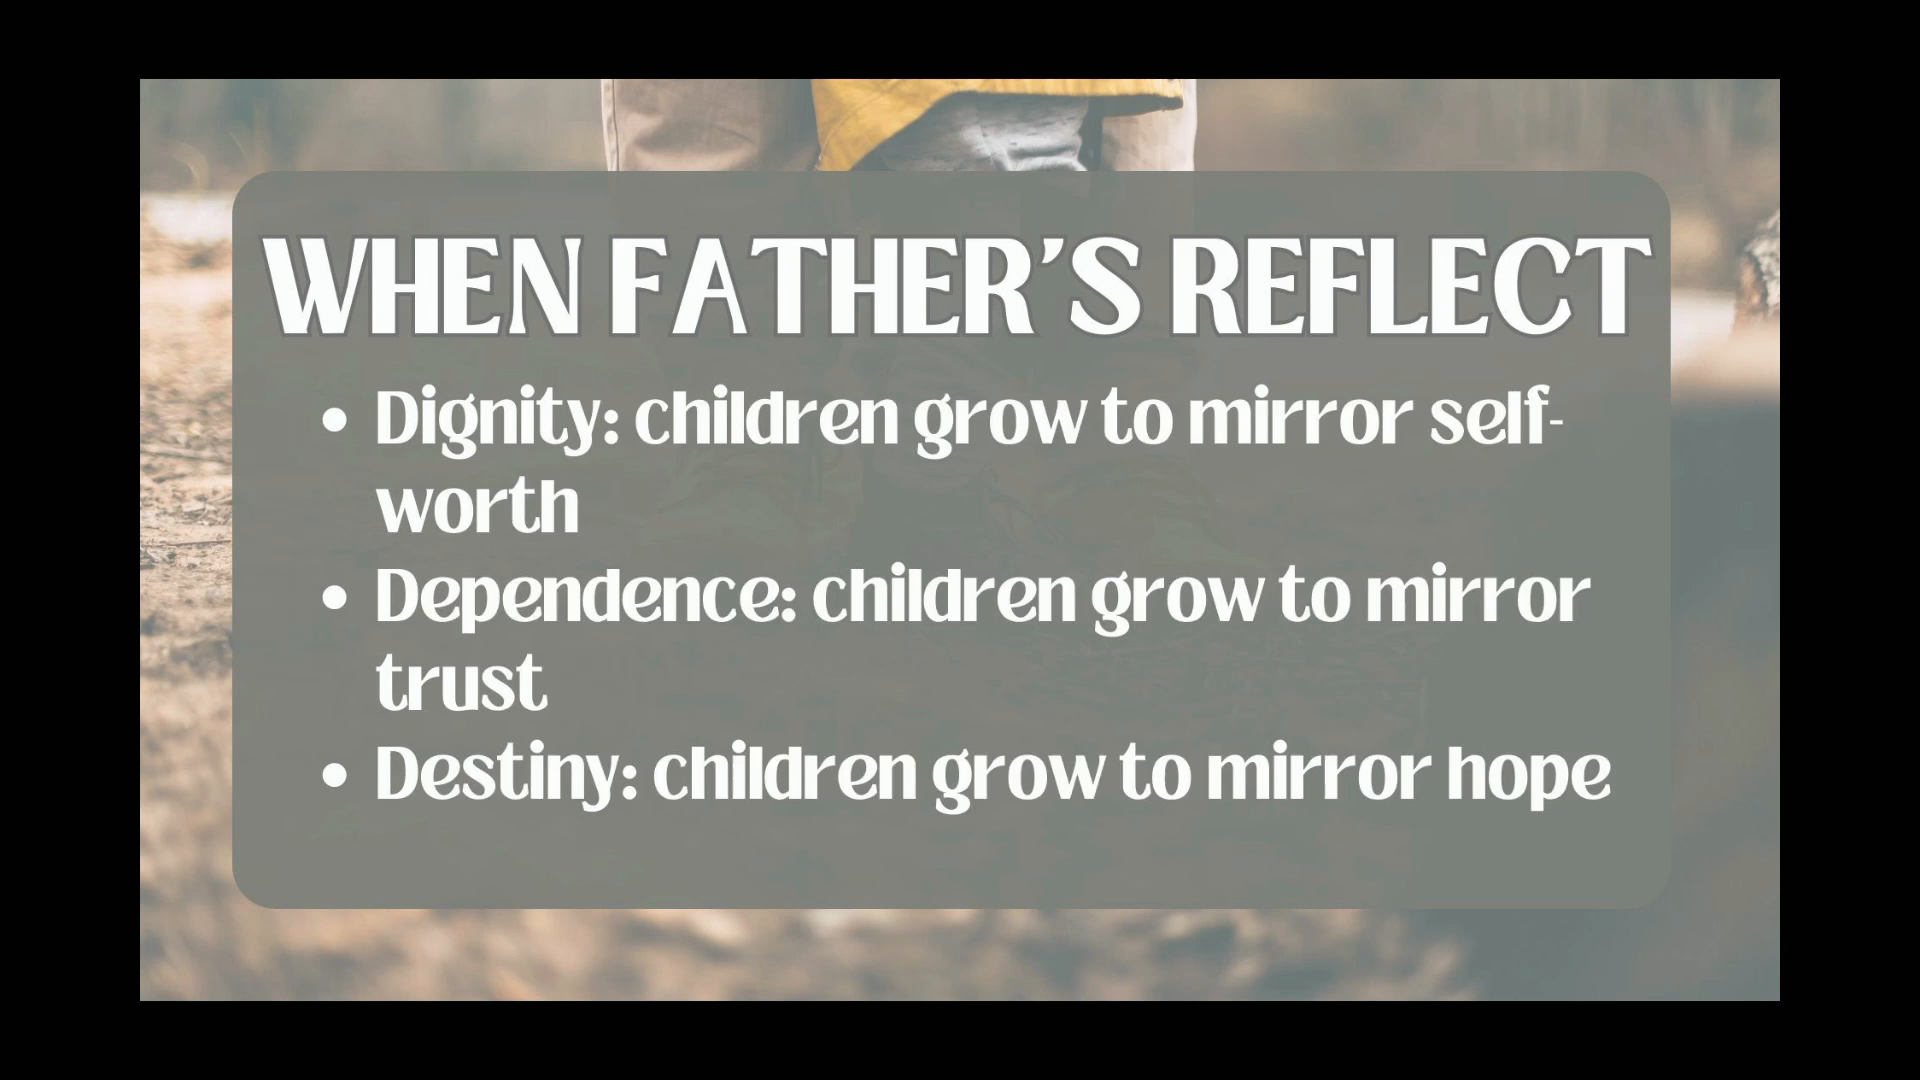 WHEN FATHER'S REFLECT
• Dignity: children grow to mirror self-
worth
• Dependence: children grow to mirror
trust
• Destiny: children grow to mirror hope